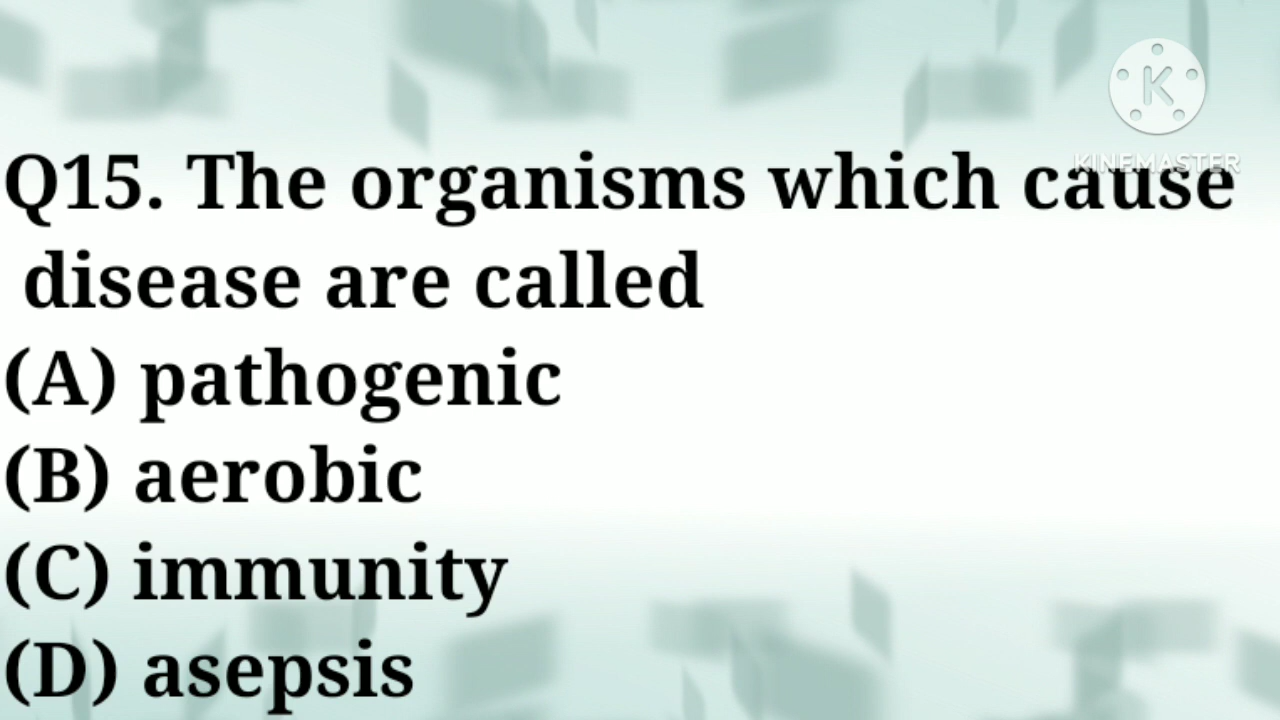 K
KINEMASTER
Q15. The organisms which cause
disease are called
(A) pathogenic
(B) aerobic
(C) immunity
(D) asepsis